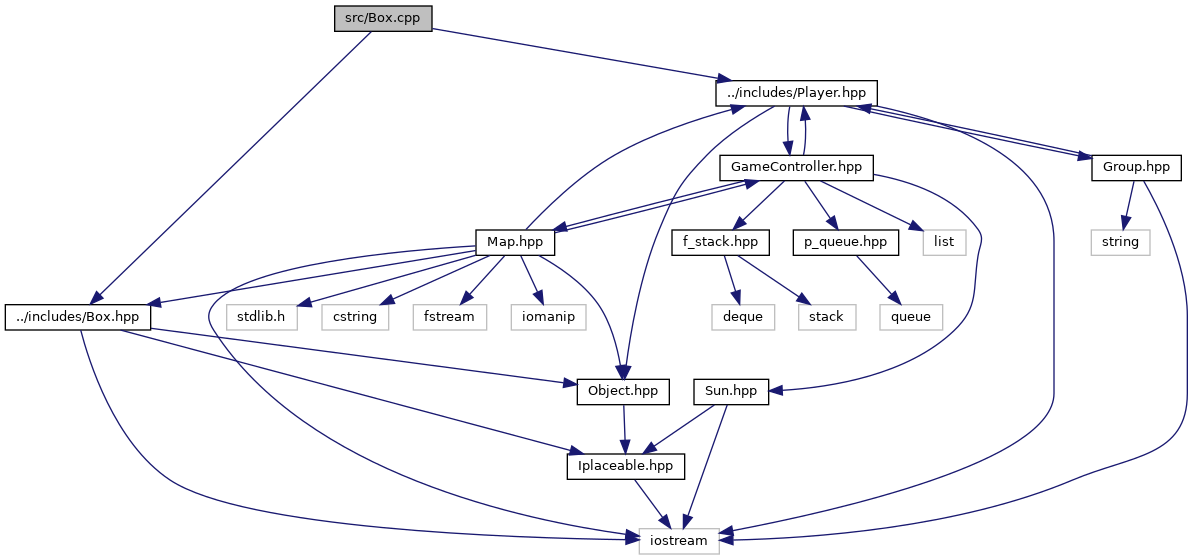 src/Box.cpp
../includes/Player.hpp
GameController.hpp
Group.hpp
Map.hpp
f_stack.hpp
p_queue.hpp
list
string
../includes/Box.hpp
stdlib.h
cstring
fstream
iomanip
deque
stack
queue
Object.hpp
Sun.hpp
Iplaceable.hpp
iostream